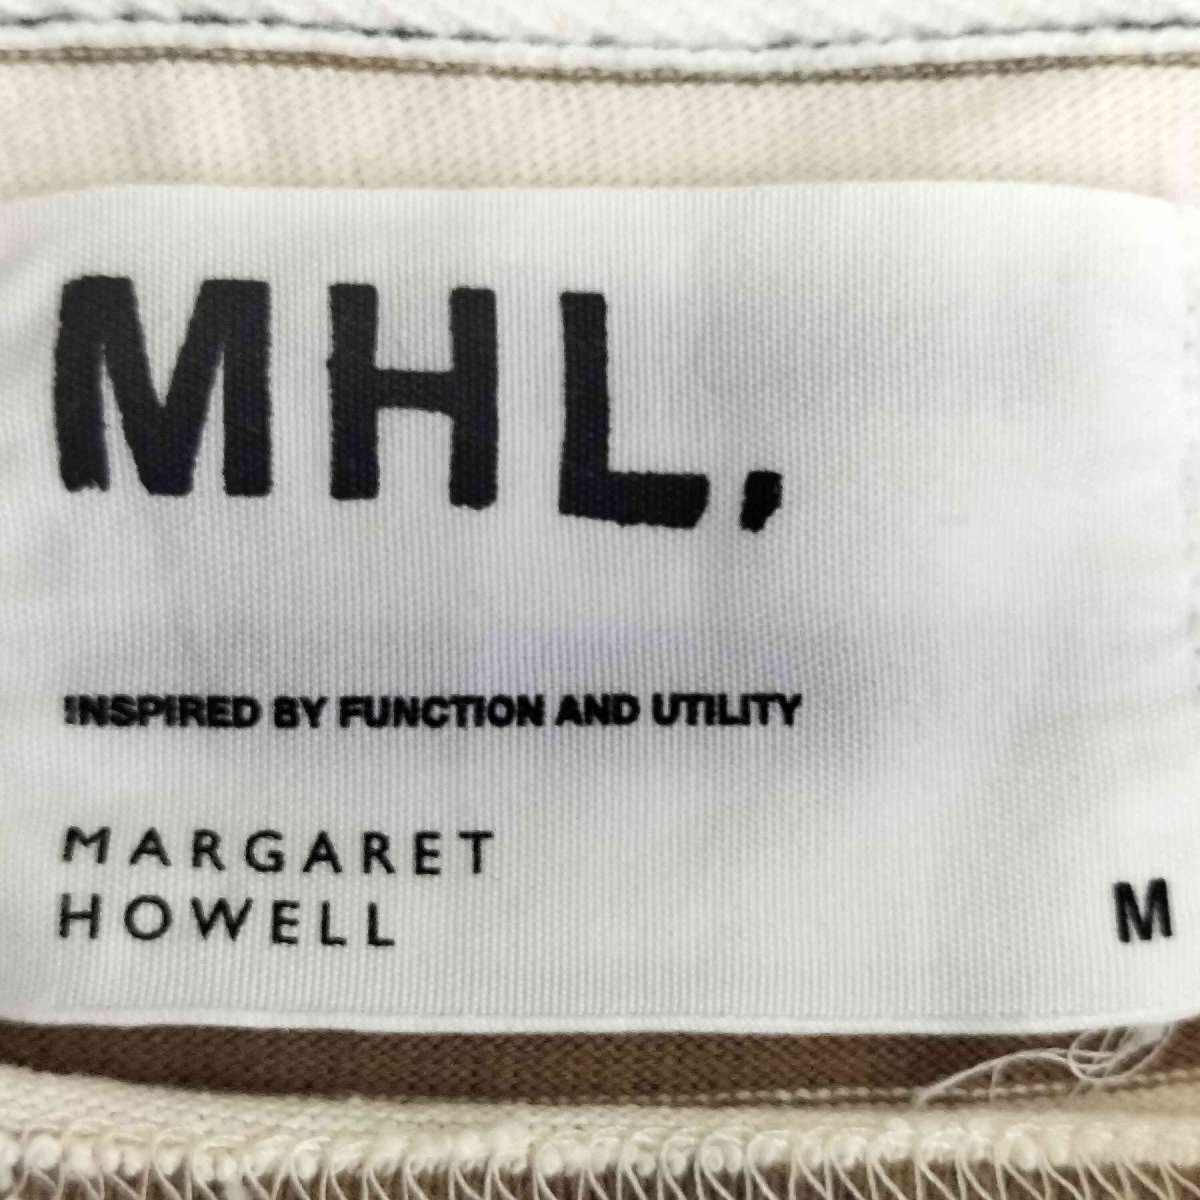 MHL,
INSPIRED BY FUNCTION AND UTILITY
MARGARET
HOWELL
M